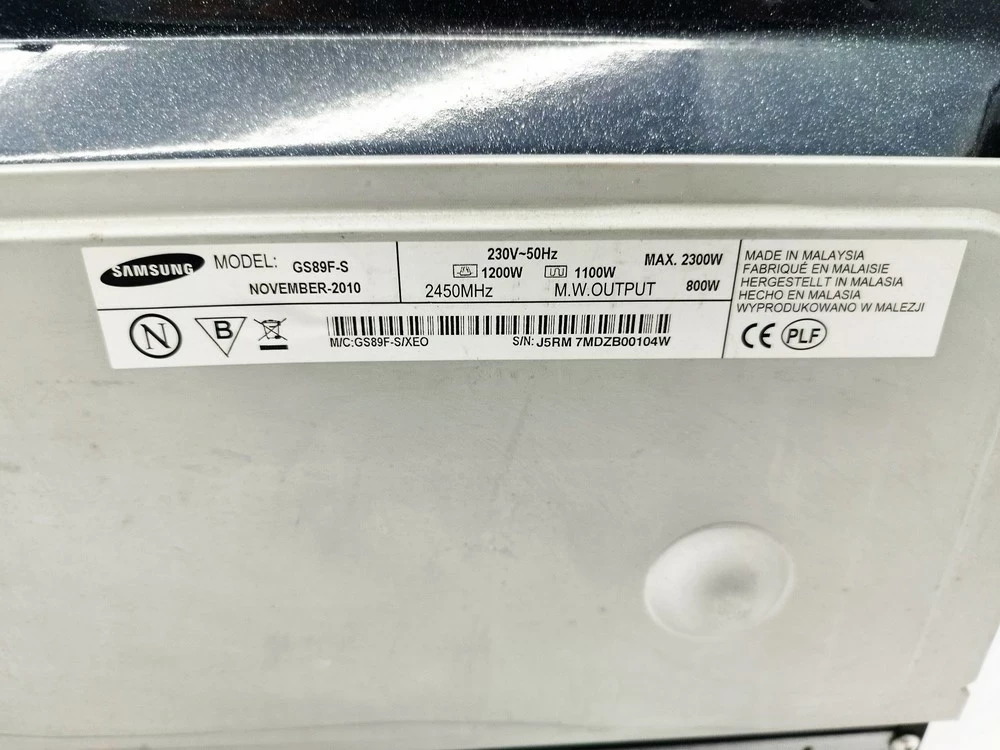 SAMSUNG
MODEL: GS89F-S
NOVEMBER-2010
230V~50Hz
1200W 1100W MAX. 2300W
2450MHz M.W.OUTPUT 800W
MADE IN MALAYSIA
FABRIQUÉ EN MALAISIE
HERGESTELLT IN MALASIA
HECHO EN MALASIA
WYPRODUKOWANO W MALEZJI
N B
M/C:GS89F-S/XEO S/N: J5RM 7MDZB00104W
CE PLF